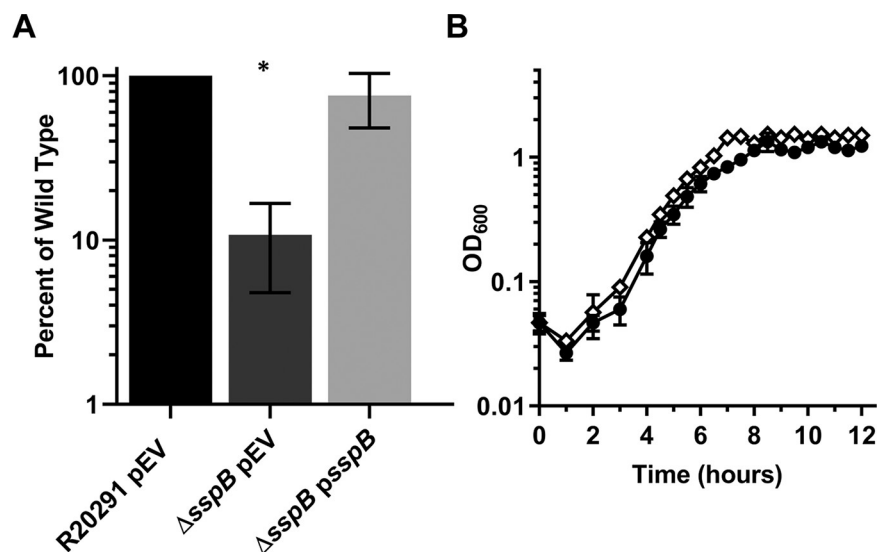 A
B
*
100
10
1
Percent of Wild Type
R20291 pEV
ΔsspB pEV
ΔsspB psspB
1
0.1
0.01
OD600
0 2 4 6 8 10 12
Time (hours)